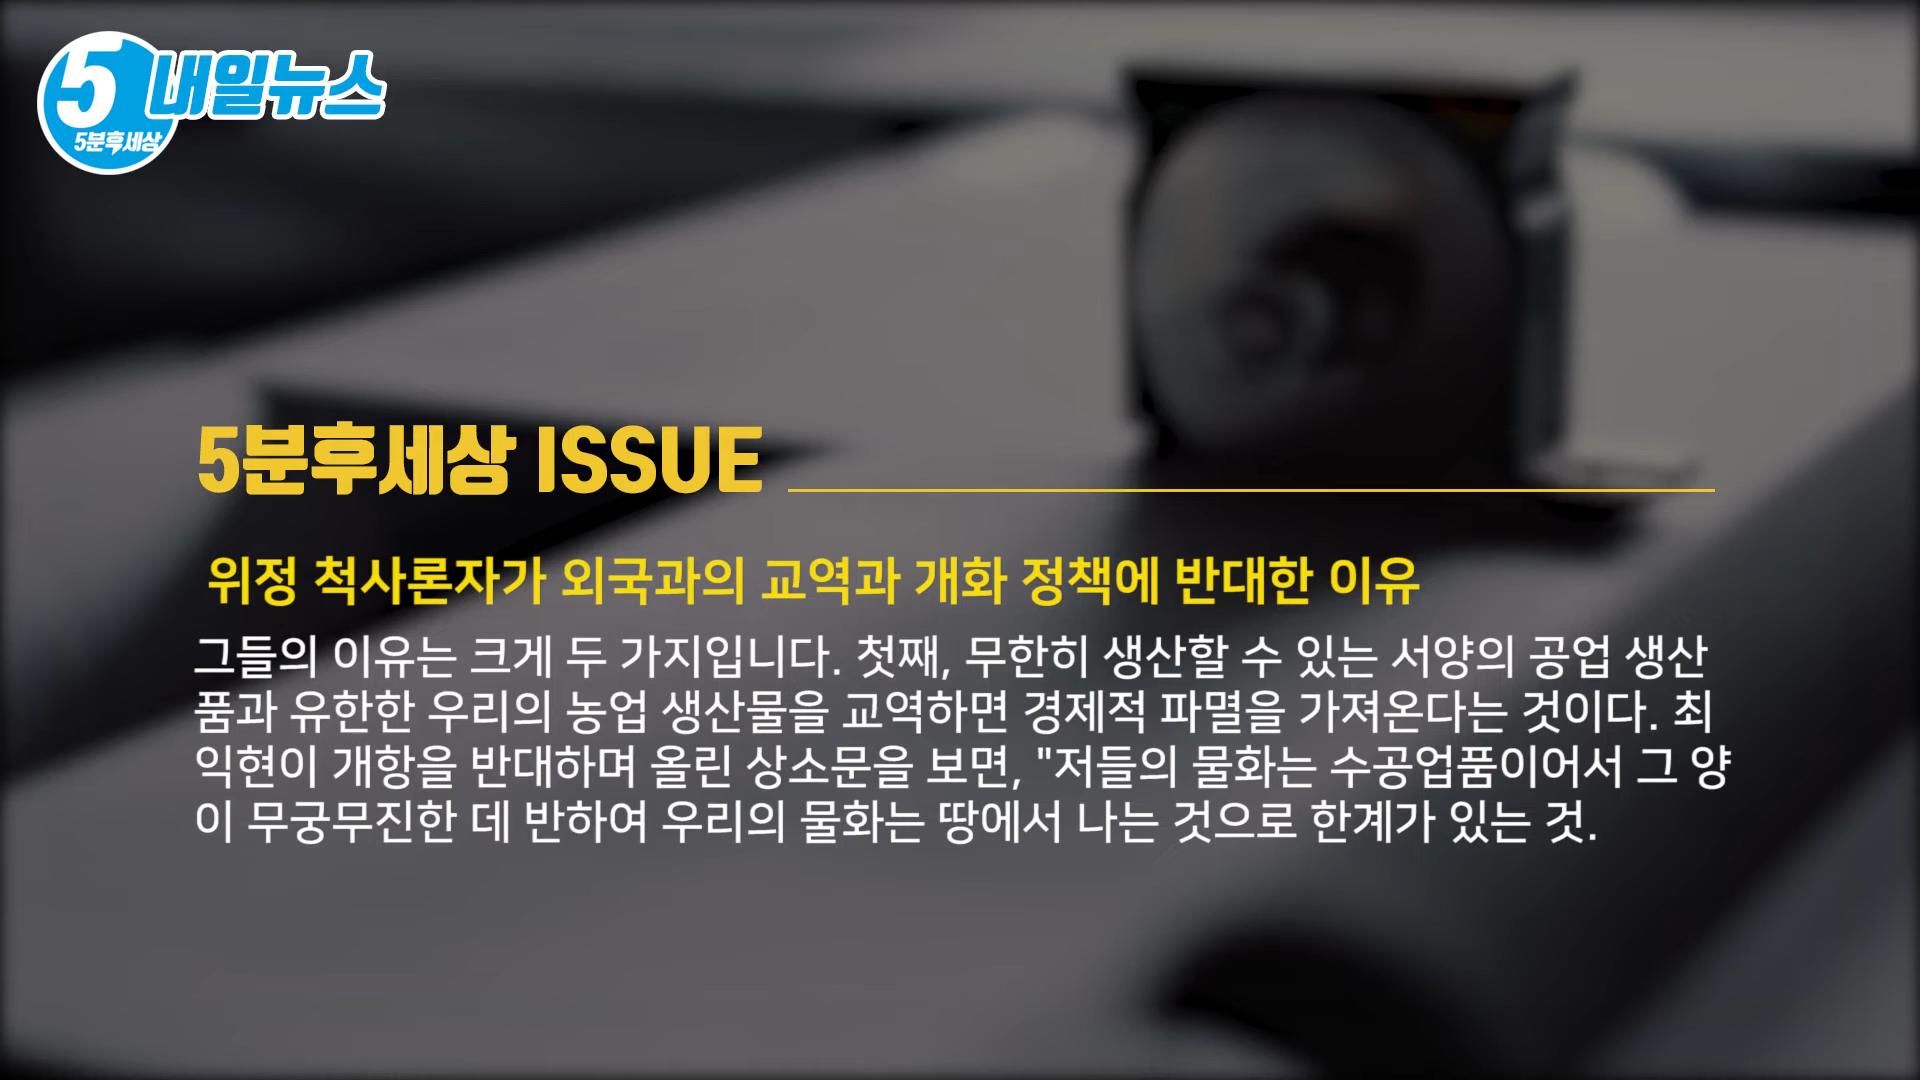 5 내일뉴스
5분후세상
5분후세상 ISSUE
위정 척사론자가 외국과의 교역과 개화 정책에 반대한 이유
그들의 이유는 크게 두 가지입니다. 첫째, 무한히 생산할 수 있는 서양의 공업 생산
품과 유한한 우리의 농업 생산물을 교역하면 경제적 파멸을 가져온다는 것이다. 최
익현이 개항을 반대하며 올린 상소문을 보면, "저들의 물화는 수공업품이어서 그 양
이 무궁무진한 데 반하여 우리의 물화는 땅에서 나는 것으로 한계가 있는 것.